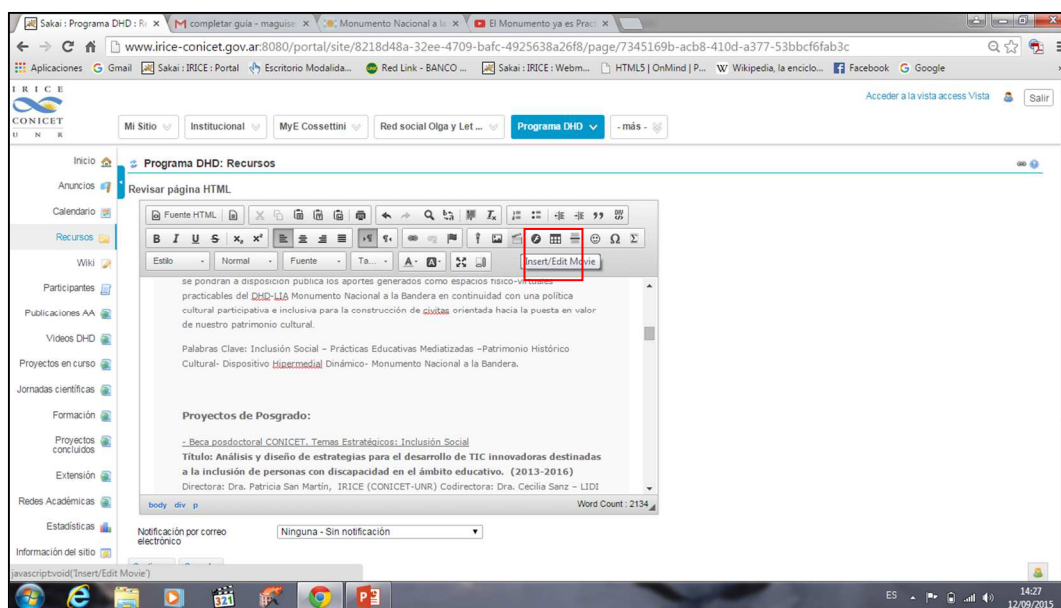 Sakai : Programa DHD : Re
completar guía - maguise
Monumento Nacional a la
El Monumento ya es Pract
www.irice-conicet.gov.ar:8080/portal/site/8218d48a-32ee-4709-bafc-4925638a26f8/page/7345169b-acb8-410d-a377-53bbcf6fab3c
Aplicaciones Gmail Sakai : IRICE : Portal Escritorio Modalida... Red Link - BANCO ... Sakai : IRICE : Webm... HTML5 | OnMind | P... Wikipedia, la enciclo... Facebook Google
IRICE
CONICET
U N R
Acceder a la vista access Vista Salir
Mi Sitio Institucional MyE Cossettini Red social Olga y Let ... Programa DHD - más -
Inicio
Anuncios
Calendario
Recursos
Wiki
Participantes
Publicaciones AA
Videos DHD
Proyectos en curso
Jornadas científicas
Formación
Proyectos
concluidos
Extensión
Redes Académicas
Estadísticas
Información del sitio
Programa DHD: Recursos
Revisar página HTML
Fuente HTML
B I U S x₂ x² Ω Σ
Estilo Normal Fuente Ta... A A
Insert/Edit Movie
se pondrán a disposición pública los aportes generados como espacios físico-virtuales
practicables del DHD-LIA Monumento Nacional a la Bandera en continuidad con una política
cultural participativa e inclusiva para la construcción de civitas orientada hacia la puesta en valor
de nuestro patrimonio cultural.
Palabras Clave: Inclusión Social – Prácticas Educativas Mediatizadas –Patrimonio Histórico
Cultural- Dispositivo Hipermedial Dinámico- Monumento Nacional a la Bandera.
Proyectos de Posgrado:
- Beca posdoctoral CONICET. Temas Estratégicos: Inclusión Social
Título: Análisis y diseño de estrategias para el desarrollo de TIC innovadoras destinadas
a la inclusión de personas con discapacidad en el ámbito educativo. (2013-2016)
Directora: Dra. Patricia San Martín, IRICE (CONICET-UNR) Codirectora: Dra. Cecilia Sanz – LIDI
body div p
Word Count : 2134
Notificación por correo
electrónico
Ninguna - Sin notificación
javascript:void('Insert/Edit Movie')
321
ES
14:27
12/09/2015